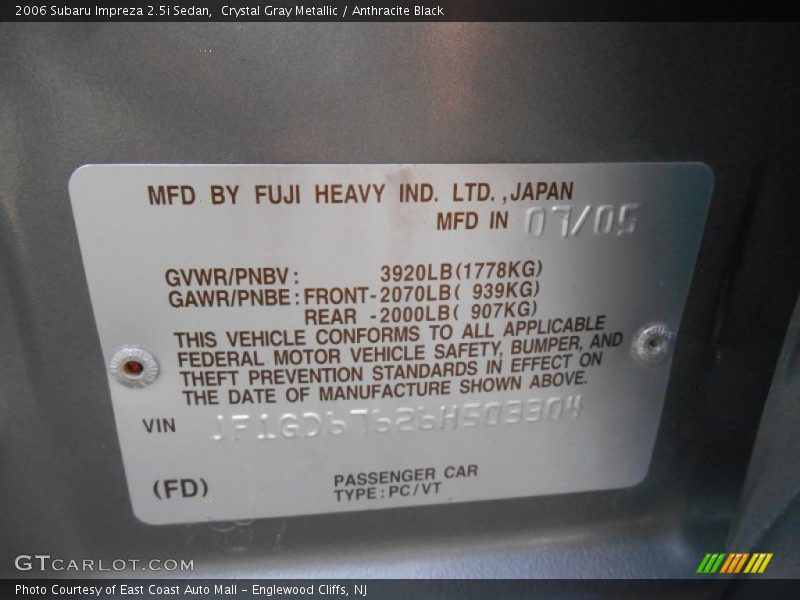 2006 Subaru Impreza 2.5i Sedan, Crystal Gray Metallic / Anthracite Black
MFD BY FUJI HEAVY IND. LTD.,JAPAN
MFD IN 07/05
GVWR/PNBV: 3920LB(1778KG)
GAWR/PNBE:FRONT-2070LB( 939KG)
REAR -2000LB( 907KG)
THIS VEHICLE CONFORMS TO ALL APPLICABLE
FEDERAL MOTOR VEHICLE SAFETY, BUMPER, AND
THEFT PREVENTION STANDARDS IN EFFECT ON
THE DATE OF MANUFACTURE SHOWN ABOVE.
VIN JF1GD67626H503304
(FD) PASSENGER CAR
TYPE:PC/VT
GTCARLOT.COM
Photo Courtesy of East Coast Auto Mall - Englewood Cliffs, NJ